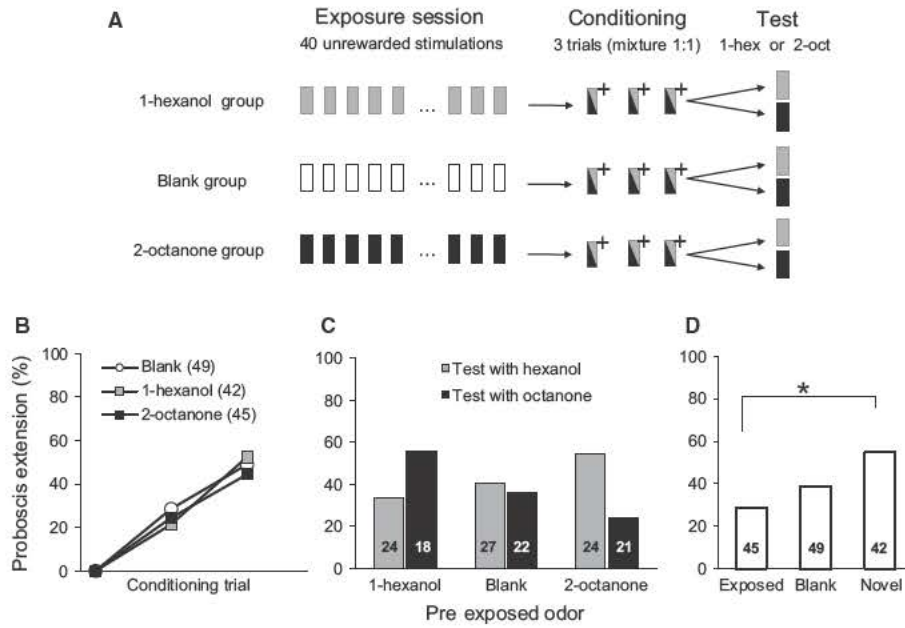 A
Exposure session Conditioning Test
40 unrewarded stimulations 3 trials (mixture 1:1) 1-hex or 2-oct
1-hexanol group ... + + +
Blank group ... + + +
2-octanone group ... + + +
B
Proboscis extension (%)
100
80
60
40
20
0
Blank (49)
1-hexanol (42)
2-octanone (45)
Conditioning trial
C
100
80
60
40
20
0
Test with hexanol
Test with octanone
24 18 27 22 24 21
1-hexanol Blank 2-octanone
Pre exposed odor
D
100
80
60
40
20
0
*
45 49 42
Exposed Blank Novel